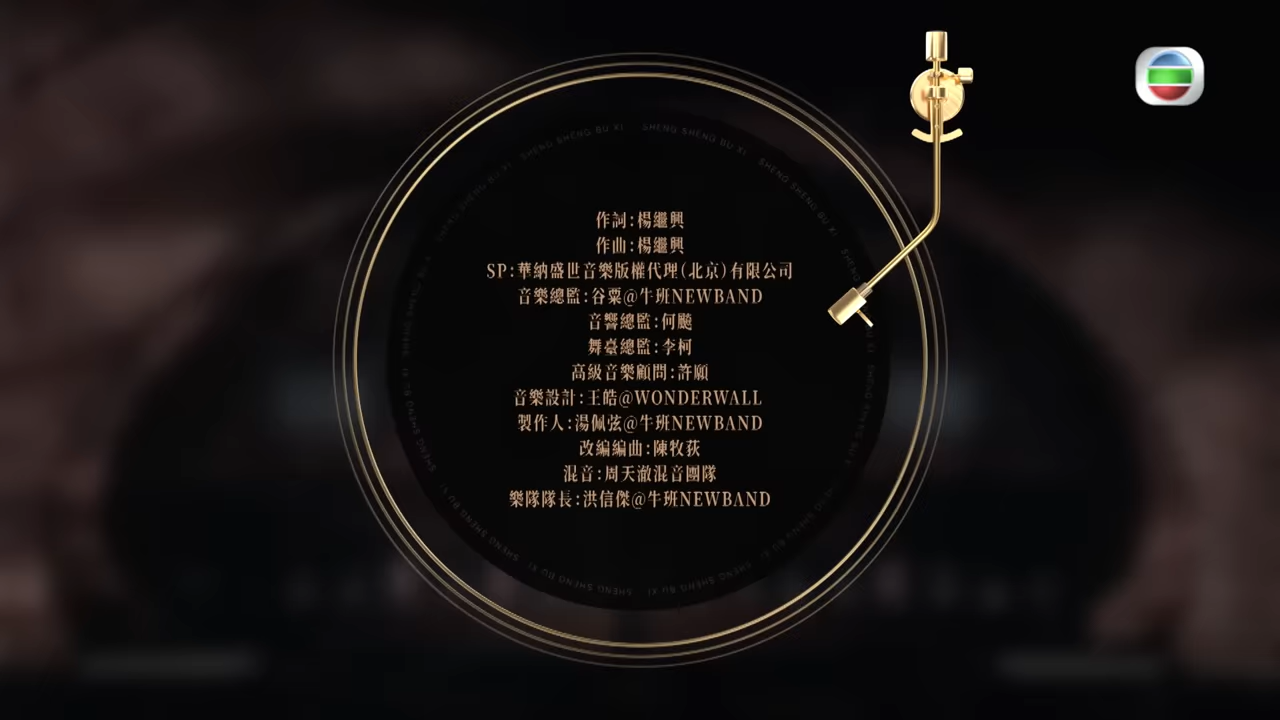 作詞:楊繼興
作曲:楊繼興
SP:華納盛世音樂版權代理(北京)有限公司
音樂總監:谷粟@牛班NEWBAND
音響總監:何飈
舞臺總監:李柯
高級音樂顧問:許願
音樂設計:王皓@WONDERWALL
製作人:湯佩弦@牛班NEWBAND
改編編曲:陳牧荻
混音:周天澈混音團隊
樂隊隊長:洪信傑@牛班NEWBAND
SHENG SHENG BU XI